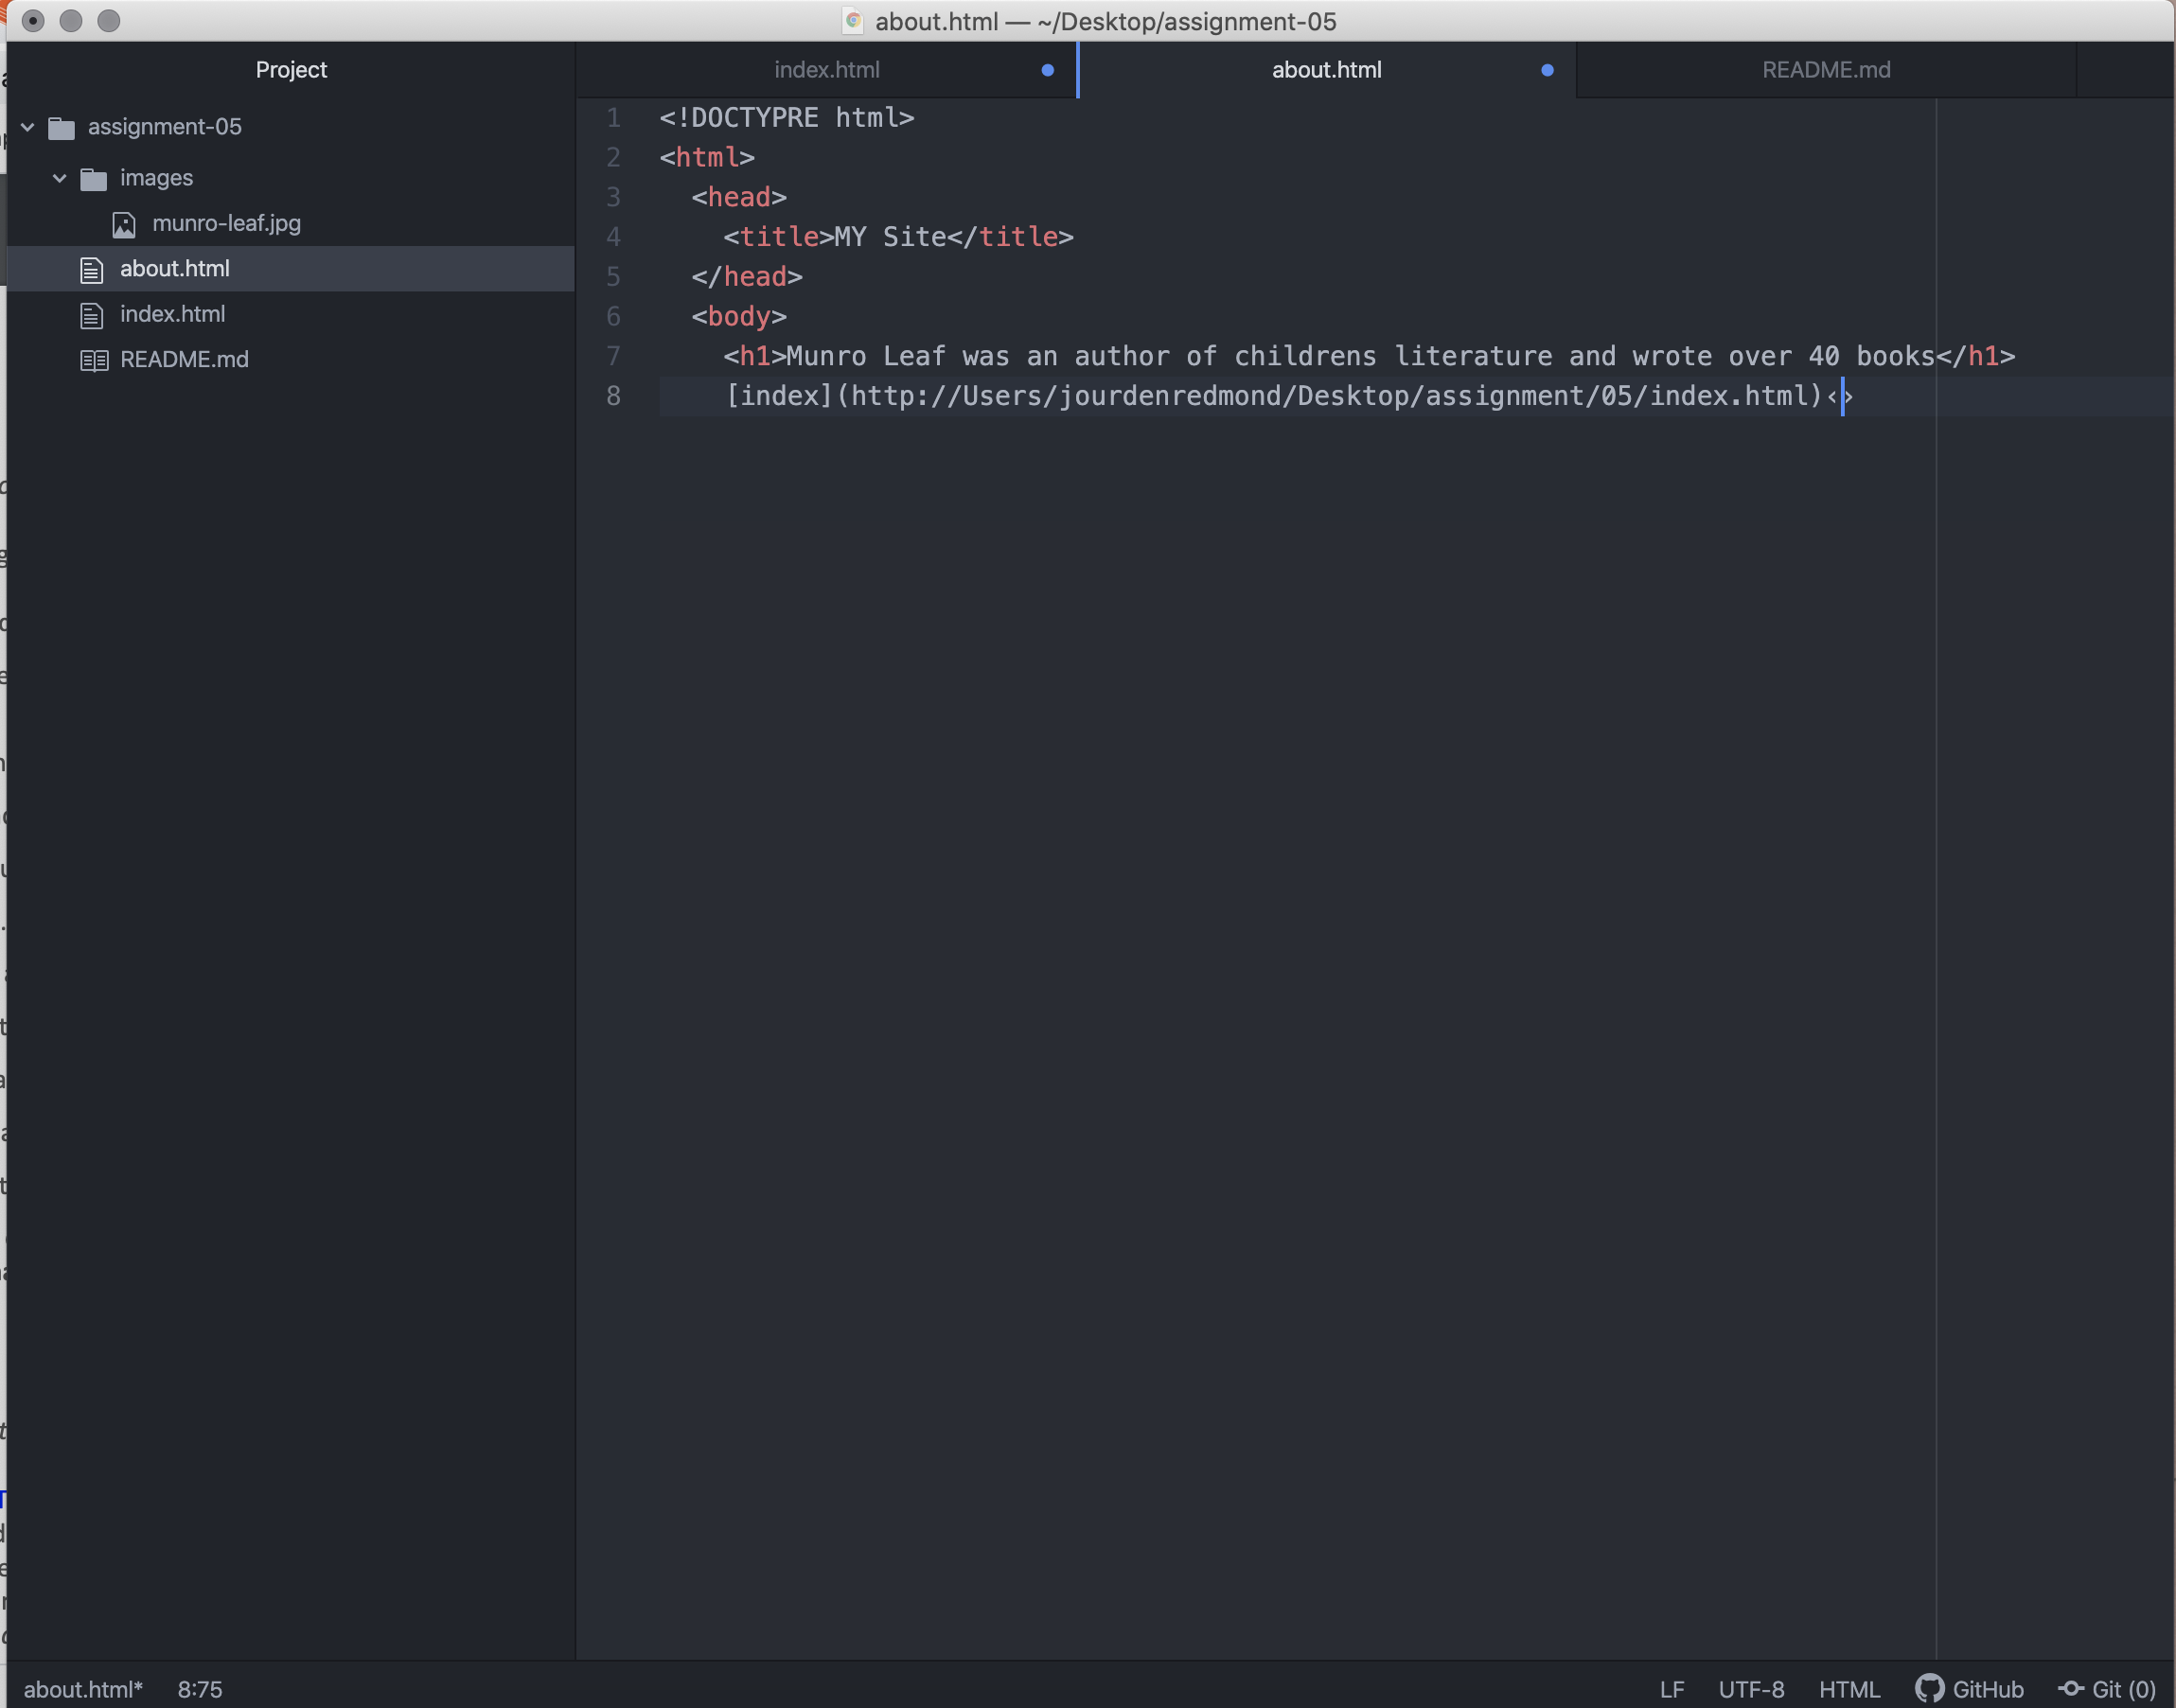 about.html — ~/Desktop/assignment-05
Project
assignment-05
images
munro-leaf.jpg
about.html
index.html
README.md
index.html
about.html
README.md
1 <!DOCTYPRE html>
2 <html>
3 <head>
4 <title>MY Site</title>
5 </head>
6 <body>
7 <h1>Munro Leaf was an author of childrens literature and wrote over 40 books</h1>
8 [index](http://Users/jourdenredmond/Desktop/assignment/05/index.html)<>
about.html* 8:75
LF UTF-8 HTML GitHub Git (0)